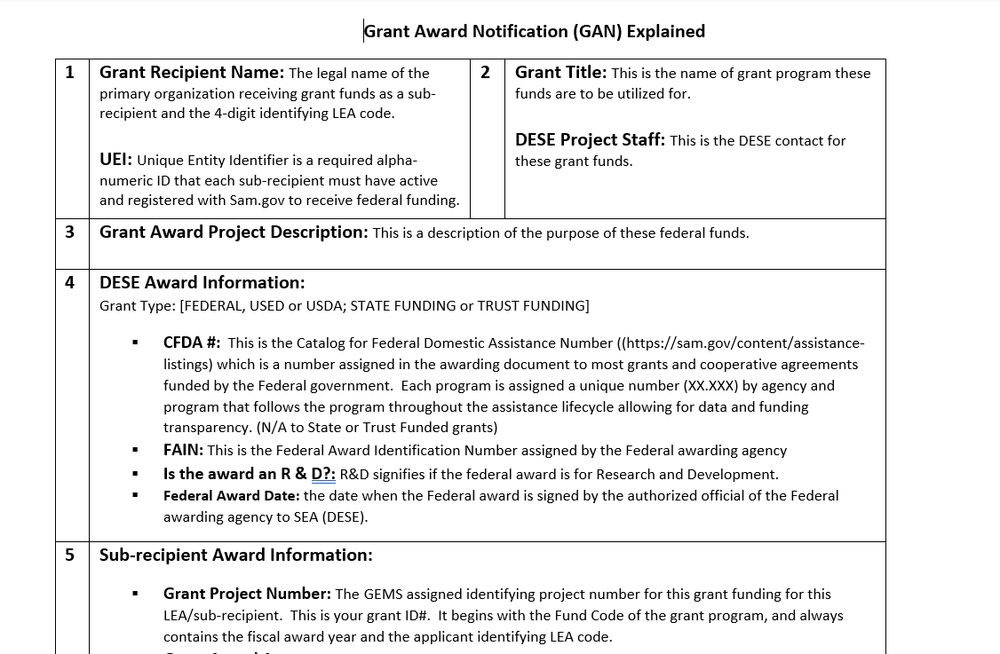 Grant Award Notification (GAN) Explained
1
Grant Recipient Name: The legal name of the
primary organization receiving grant funds as a sub-
recipient and the 4-digit identifying LEA code.
UEI: Unique Entity Identifier is a required alpha-
numeric ID that each sub-recipient must have active
and registered with Sam.gov to receive federal funding.
2
Grant Title: This is the name of grant program these
funds are to be utilized for.
DESE Project Staff: This is the DESE contact for
these grant funds.
3
Grant Award Project Description: This is a description of the purpose of these federal funds.
4
DESE Award Information:
Grant Type: [FEDERAL, USED or USDA; STATE FUNDING or TRUST FUNDING]
▪ CFDA #: This is the Catalog for Federal Domestic Assistance Number ((https://sam.gov/content/assistance-
listings) which is a number assigned in the awarding document to most grants and cooperative agreements
funded by the Federal government. Each program is assigned a unique number (XX.XXX) by agency and
program that follows the program throughout the assistance lifecycle allowing for data and funding
transparency. (N/A to State or Trust Funded grants)
▪ FAIN: This is the Federal Award Identification Number assigned by the Federal awarding agency
▪ Is the award an R & D?: R&D signifies if the federal award is for Research and Development.
▪ Federal Award Date: the date when the Federal award is signed by the authorized official of the Federal
awarding agency to SEA (DESE).
5
Sub-recipient Award Information:
▪ Grant Project Number: The GEMS assigned identifying project number for this grant funding for this
LEA/sub-recipient. This is your grant ID#. It begins with the Fund Code of the grant program, and always
contains the fiscal award year and the applicant identifying LEA code.